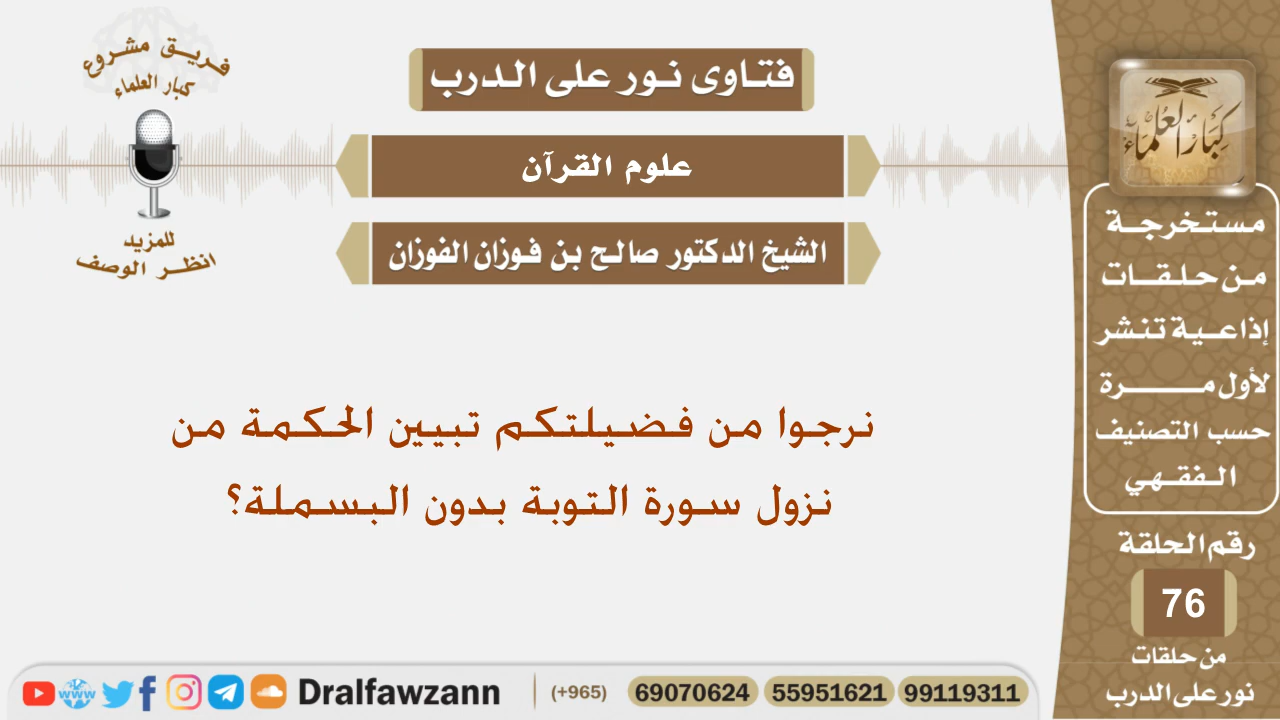 فريق مشروع
كبار العلماء
للمزيد
انظر الوصف
فتاوى نور على الدرب
علوم القرآن
الشيخ الدكتور صالح بن فوزان الفوزان
نرجوا من فضيلتكم تبيين الحكمة من
نزول سورة التوبة بدون البسملة؟
كبار العلماء
مستخرجة
من حلقات
إذاعية تنشر
لأول مرة
حسب التصنيف
الفقهي
رقم الحلقة
76
من حلقات
نور على الدرب
www
Dralfawzann
(+965)
69070624
55951621
99119311